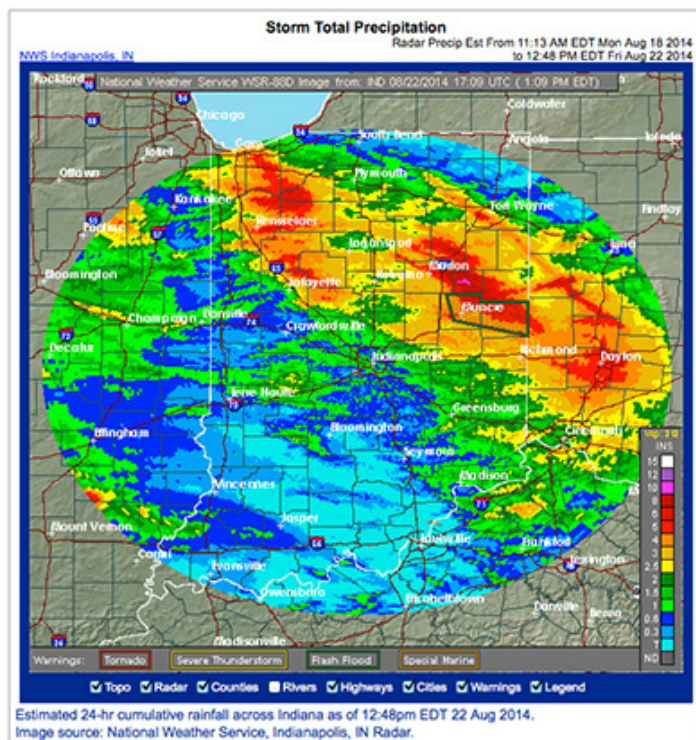 Storm Total Precipitation
Radar Precip Est From 11:13 AM EDT Mon Aug 18 2014
NWS Indianapolis, IN
to 12:48 PM EDT Fri Aug 22 2014
Rockford
National Weather Service WSR-88D Image from: IND 08/22/2014 17:09 UTC (1:09 PM EDT)
Coldwater
Chicago
South Bend
Angola
Toledo
Joliet
Gary
Ottawa
Plymouth
Kankakee
Fort Wayne
Findlay
Pontiac
Rensselaer
Logansport
Lima
Bloomington
Lafayette
Kokomo
Marion
Muncie
Champaign
Danville
Crawfordsville
Decatur
Indianapolis
Richmond
Dayton
Terre Haute
Greensburg
Effingham
Bloomington
Cincinnati
Seymour
Vincennes
Madison
Mount Vernon
Jasper
Carmi
Louisville
Frankfort
Evansville
Lexington
Owensboro
Elizabethtown
Danville
Berea
Madisonville
INS
15
12
10
8
6
5
4
3
2.5
2
1.5
1
0.6
0.3
T
ND
Warnings: Tornado Severe Thunderstorm Flash Flood Special Marine
Topo Radar Counties Rivers Highways Cities Warnings Legend
Estimated 24-hr cumulative rainfall across Indiana as of 12:48pm EDT 22 Aug 2014.
Image source: National Weather Service, Indianapolis, IN Radar.